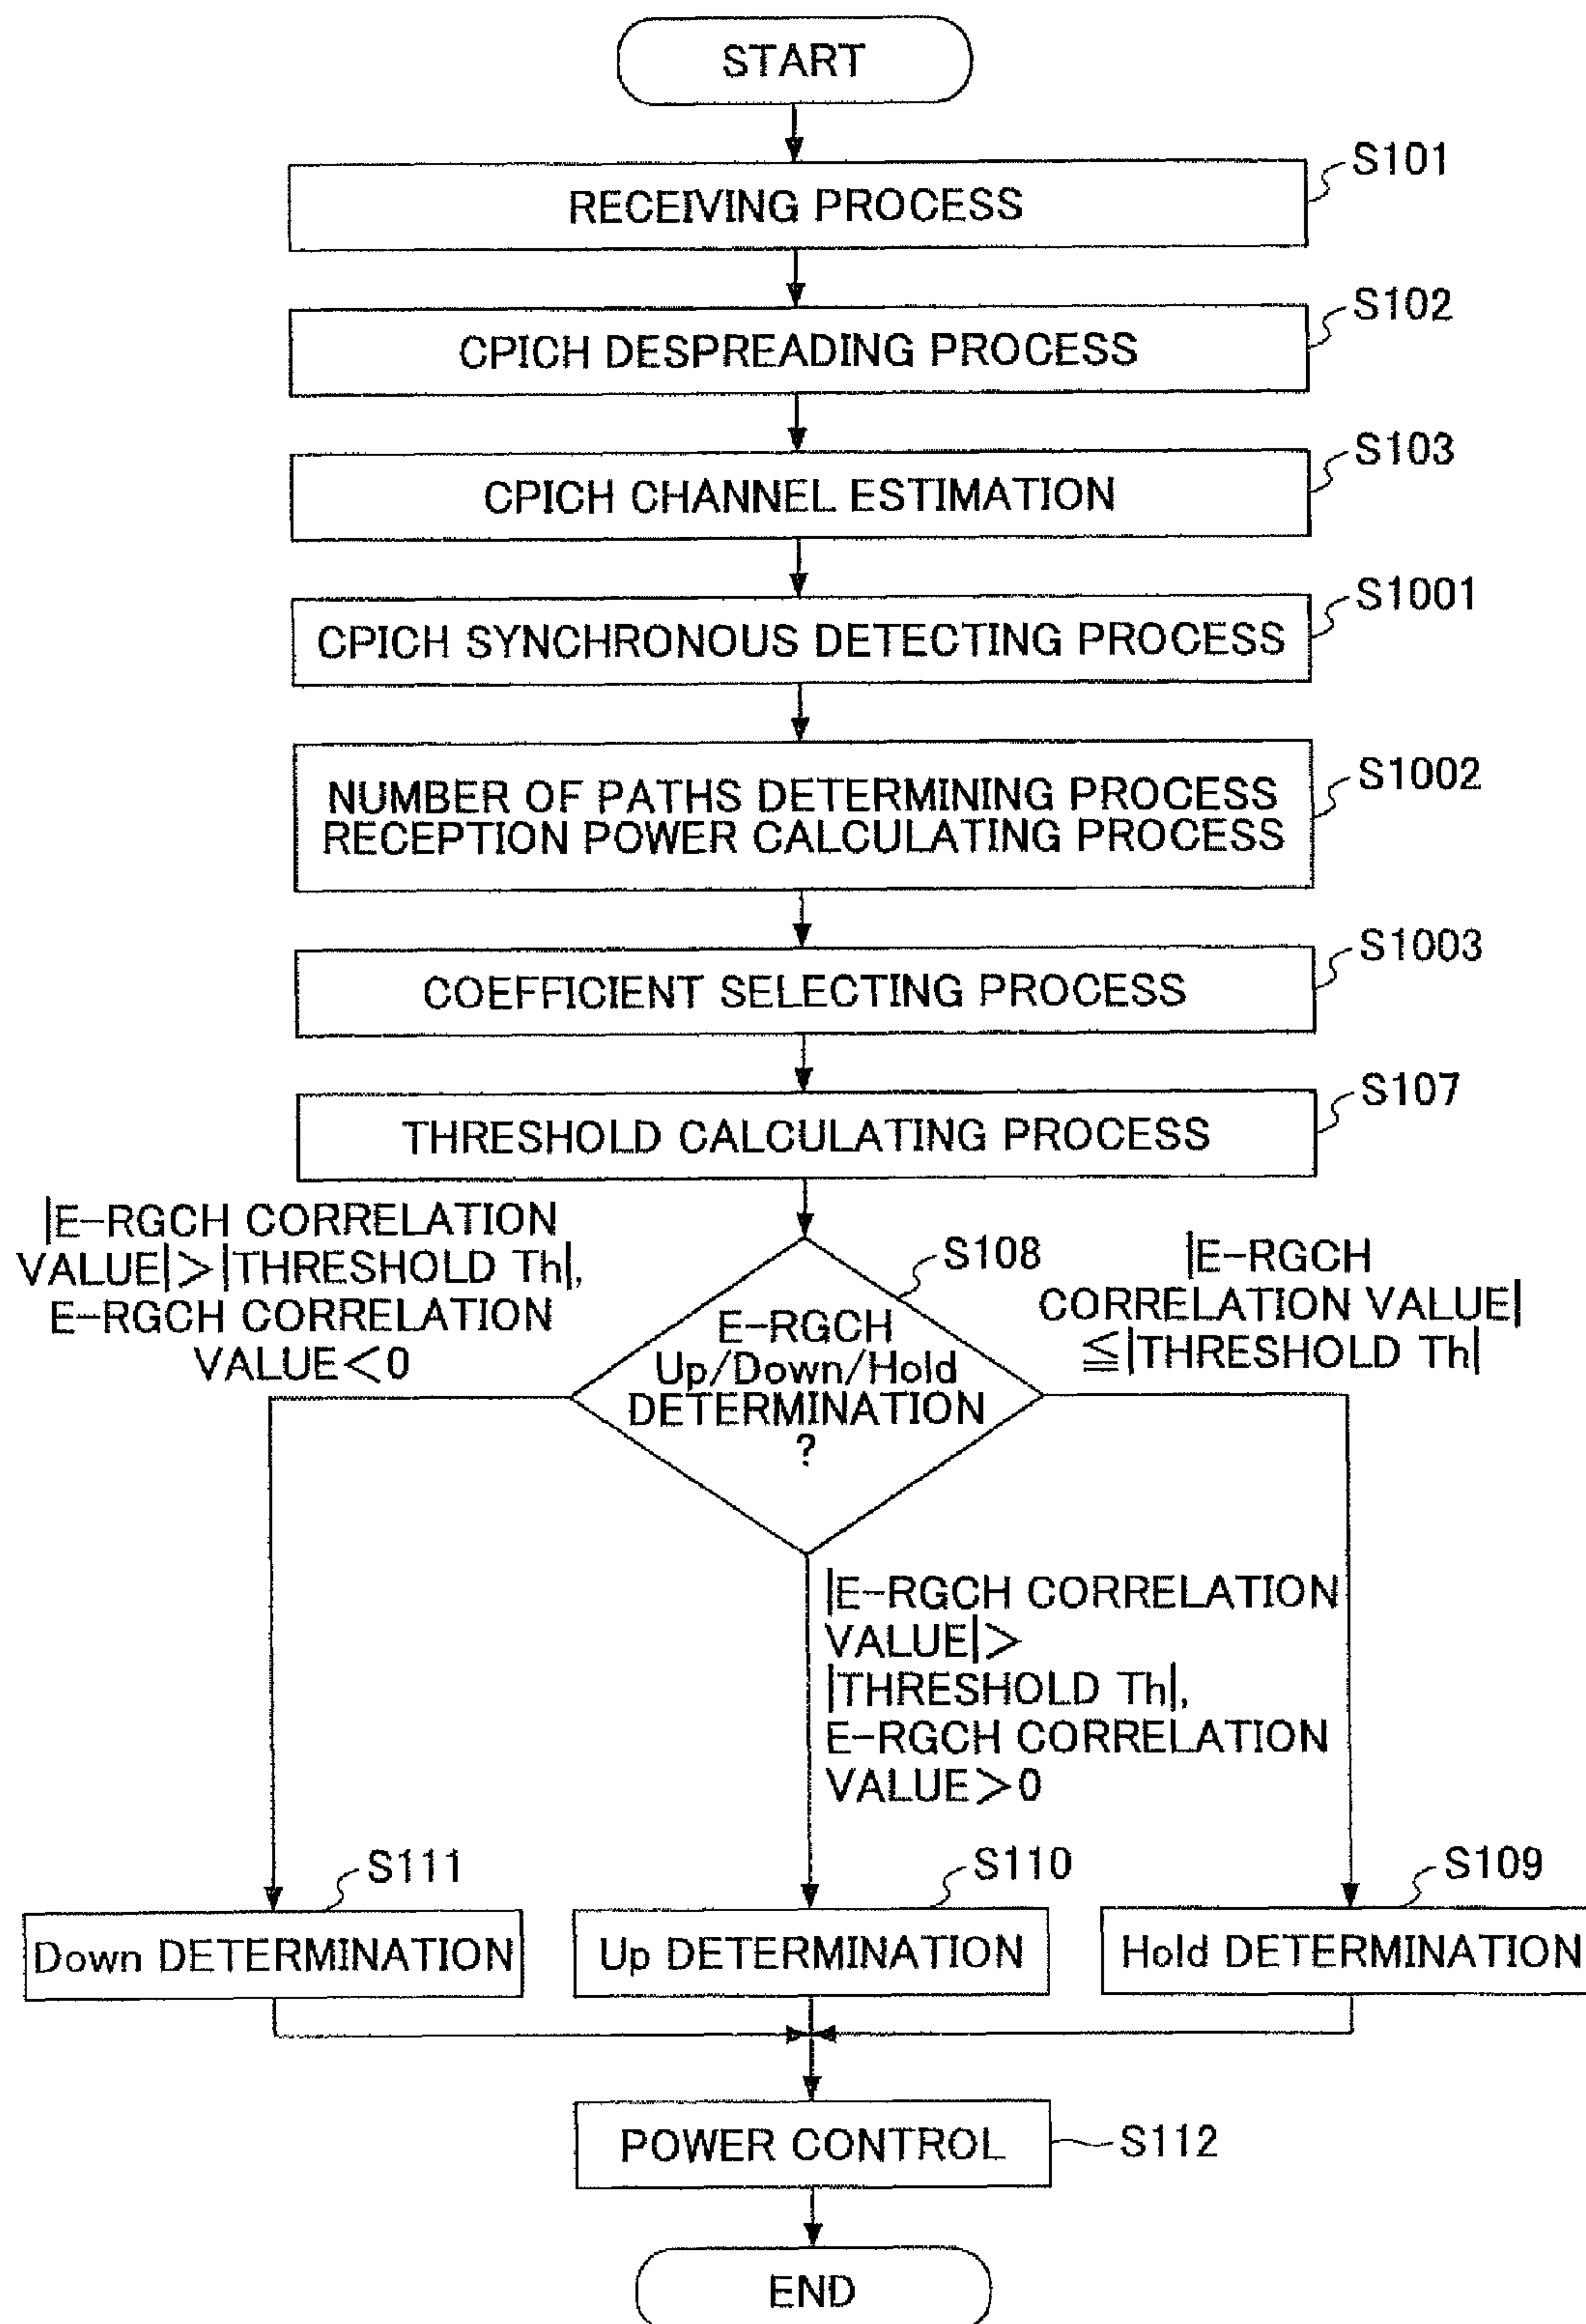 START
S101
RECEIVING PROCESS
S102
CPICH DESPREADING PROCESS
S103
CPICH CHANNEL ESTIMATION
S1001
CPICH SYNCHRONOUS DETECTING PROCESS
S1002
NUMBER OF PATHS DETERMINING PROCESS
RECEPTION POWER CALCULATING PROCESS
S1003
COEFFICIENT SELECTING PROCESS
S107
THRESHOLD CALCULATING PROCESS
|E-RGCH CORRELATION
VALUE|>|THRESHOLD Th|,
E-RGCH CORRELATION
VALUE<0
S108
E-RGCH
Up/Down/Hold
DETERMINATION
?
|E-RGCH
CORRELATION VALUE|
≦|THRESHOLD Th|
|E-RGCH CORRELATION
VALUE|>
|THRESHOLD Th|,
E-RGCH CORRELATION
VALUE>0
S111
Down DETERMINATION
S110
Up DETERMINATION
S109
Hold DETERMINATION
POWER CONTROL
S112
END